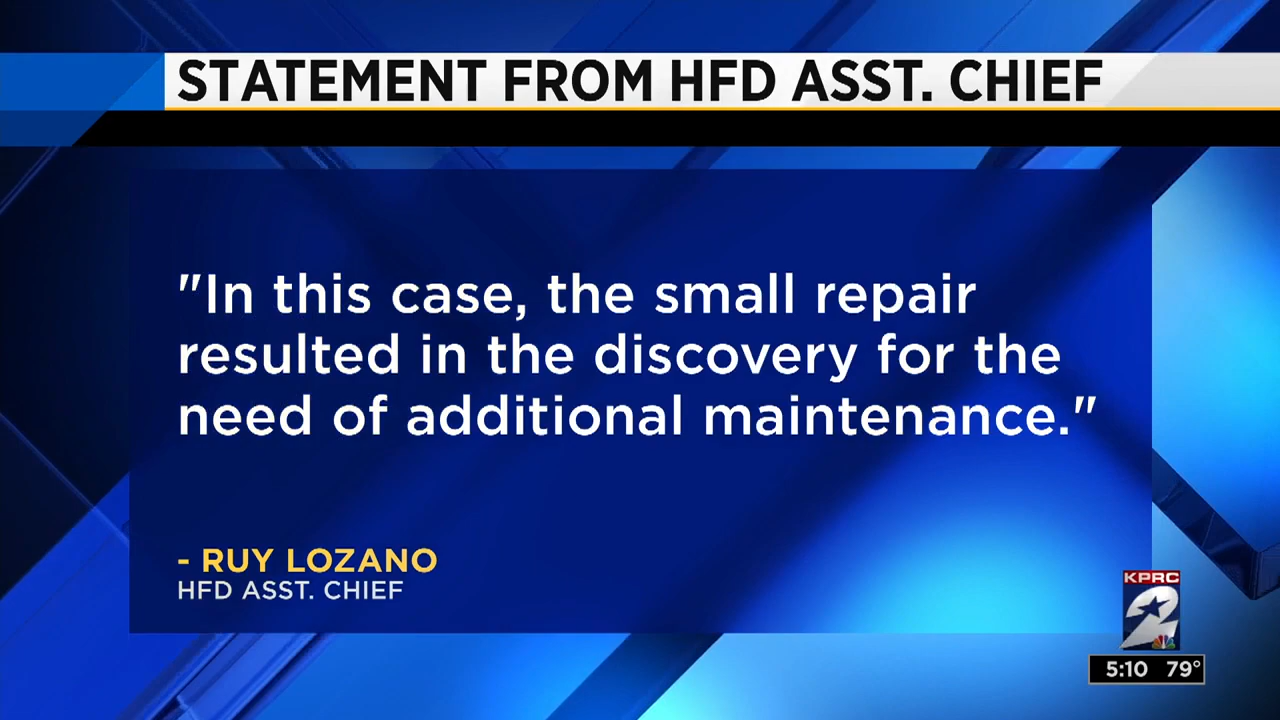 STATEMENT FROM HFD ASST. CHIEF
"In this case, the small repair
resulted in the discovery for the
need of additional maintenance."
- RUY LOZANO
HFD ASST. CHIEF
KPRC
2
5:10 79°